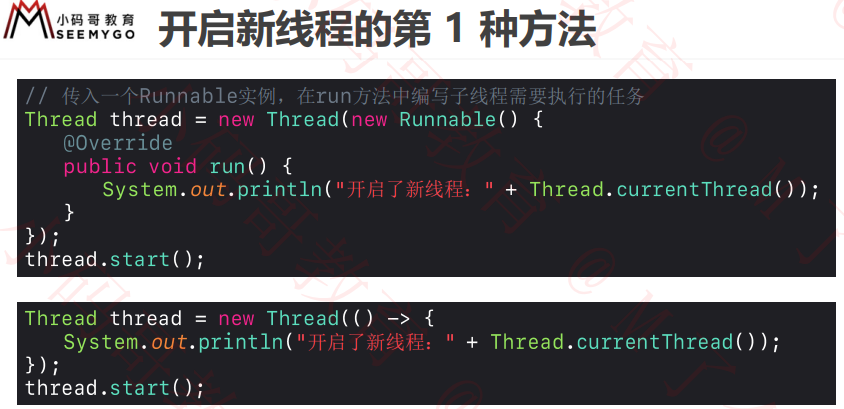 小码哥教育
SEEMYGO
开启新线程的第 1 种方法
// 传入一个Runnable实例，在run方法中编写子线程需要执行的任务
Thread thread = new Thread(new Runnable() {
@Override
public void run() {
System.out.println("开启了新线程：" + Thread.currentThread());
}
});
thread.start();
Thread thread = new Thread(() -> {
System.out.println("开启了新线程：" + Thread.currentThread());
});
thread.start();